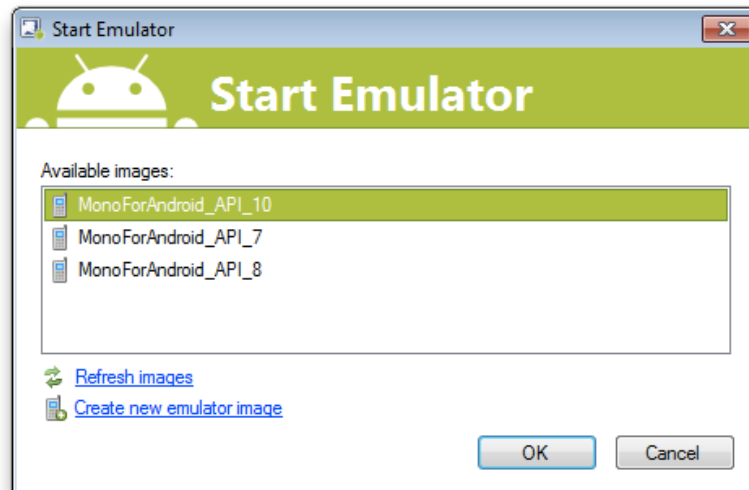 Start Emulator
Start Emulator
Available images:
MonoForAndroid_API_10
MonoForAndroid_API_7
MonoForAndroid_API_8
Refresh images
Create new emulator image
OK Cancel